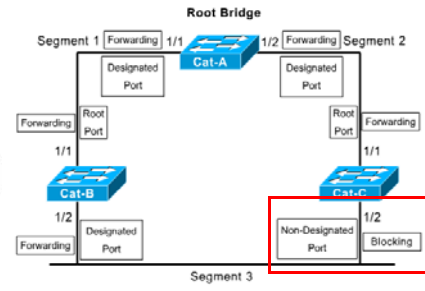 Root Bridge
Segment 1 Forwarding 1/1 1/2 Forwarding Segment 2
Cat-A
Designated
Port
Designated
Port
Forwarding
Root
Port
Root
Port
Forwarding
1/1
1/1
Cat-B
Cat-C
1/2
1/2
Forwarding
Designated
Port
Non-Designated
Port
Blocking
Segment 3